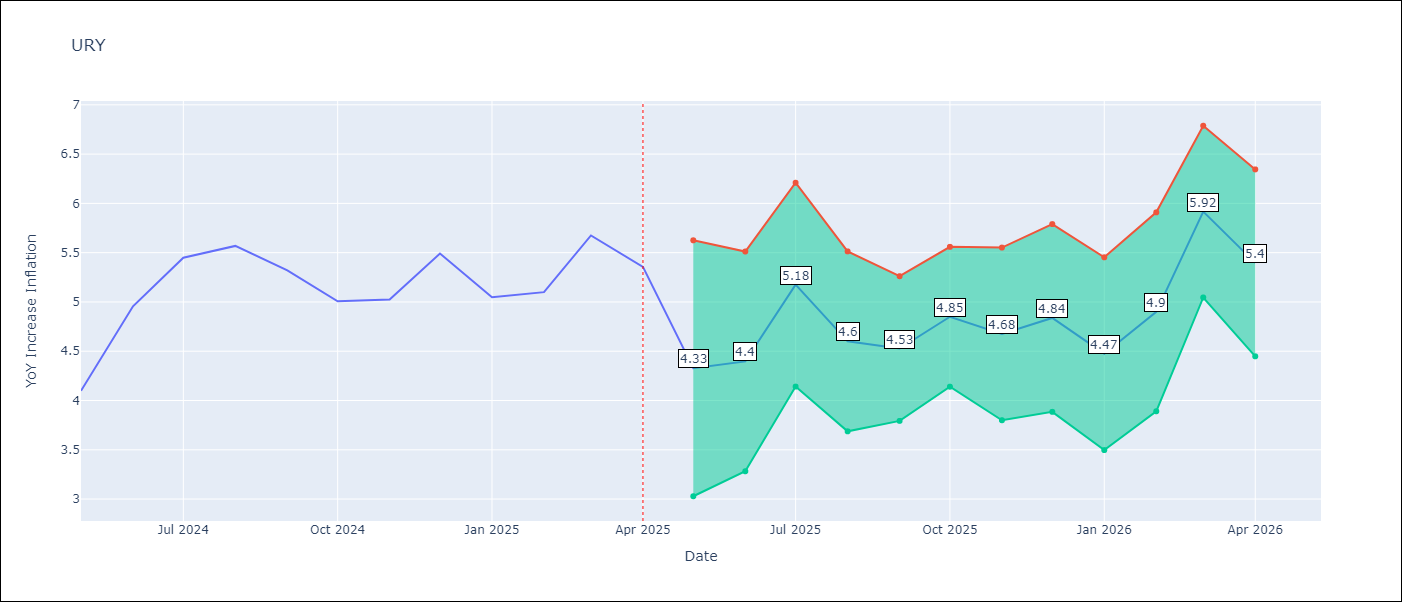 URY
YoY Increase Inflation
7
6.5
6
5.5
5
4.5
4
3.5
3
4.33
4.4
5.18
4.6
4.53
4.85
4.68
4.84
4.47
4.9
5.92
5.4
Jul 2024
Oct 2024
Jan 2025
Apr 2025
Jul 2025
Oct 2025
Jan 2026
Apr 2026
Date